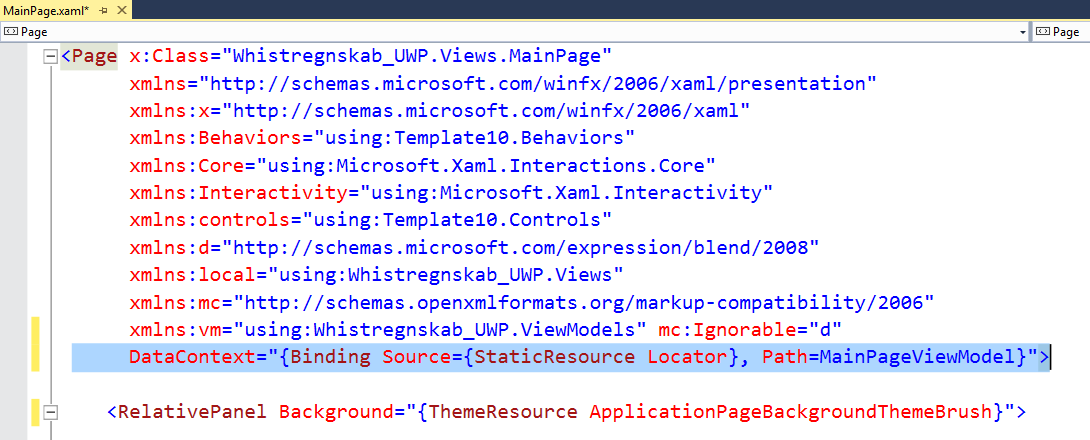 MainPage.xaml*
Page Page
<Page x:Class="Whistregnskab_UWP.Views.MainPage"
xmlns="http://schemas.microsoft.com/winfx/2006/xaml/presentation"
xmlns:x="http://schemas.microsoft.com/winfx/2006/xaml"
xmlns:Behaviors="using:Template10.Behaviors"
xmlns:Core="using:Microsoft.Xaml.Interactions.Core"
xmlns:Interactivity="using:Microsoft.Xaml.Interactivity"
xmlns:controls="using:Template10.Controls"
xmlns:d="http://schemas.microsoft.com/expression/blend/2008"
xmlns:local="using:Whistregnskab_UWP.Views"
xmlns:mc="http://schemas.openxmlformats.org/markup-compatibility/2006"
xmlns:vm="using:Whistregnskab_UWP.ViewModels" mc:Ignorable="d"
DataContext="{Binding Source={StaticResource Locator}, Path=MainPageViewModel}">
<RelativePanel Background="{ThemeResource ApplicationPageBackgroundThemeBrush}">